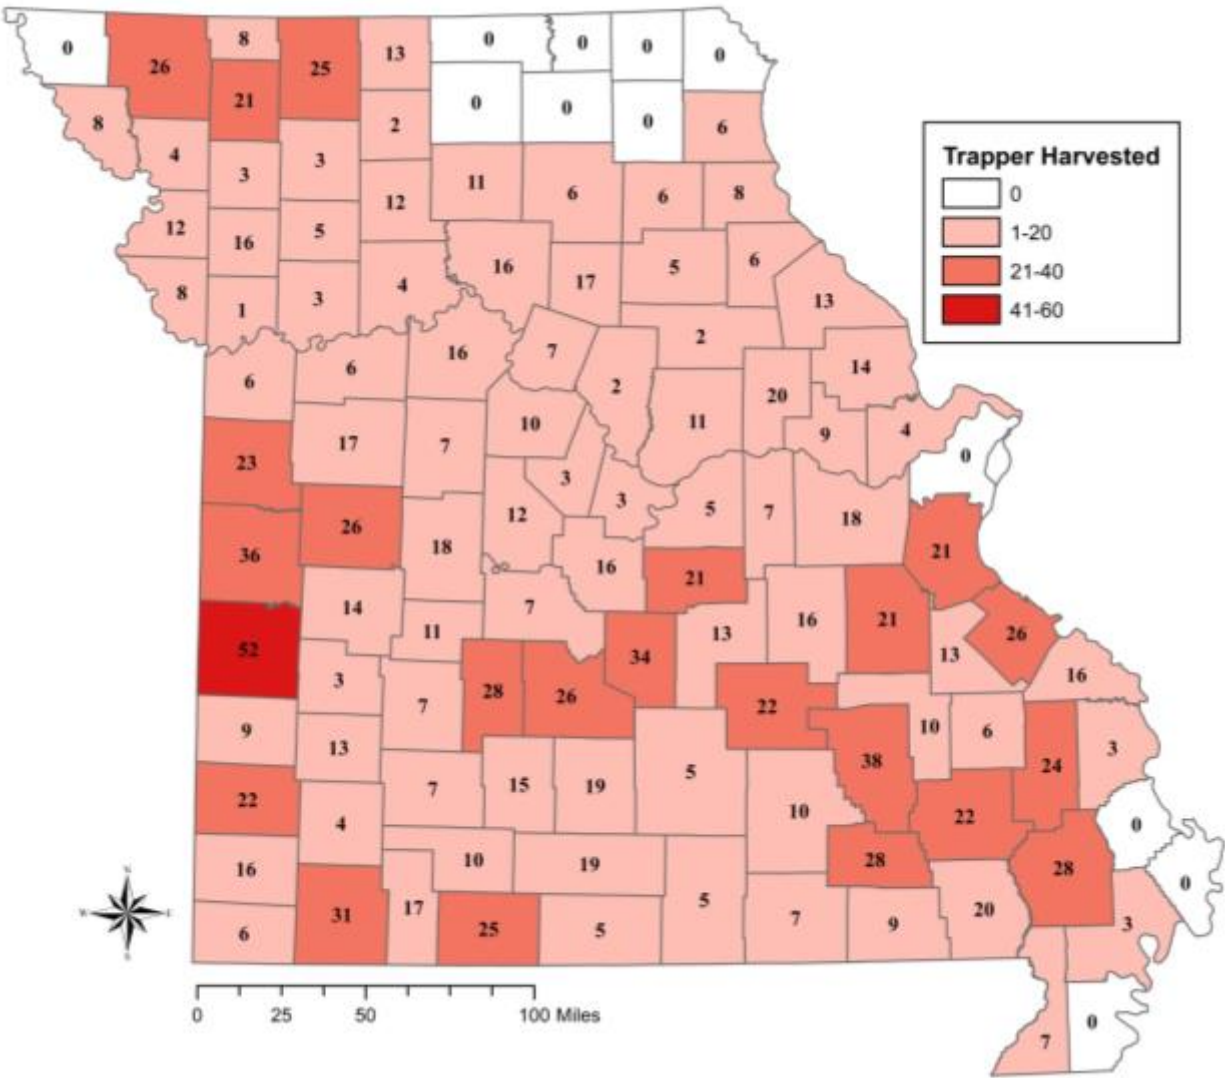 0 26 8 25 13 0 0 0 0
21
8 4 3 3 2 0 0 0 6
Trapper Harvested
0
1-20
21-40
41-60
12 16 5 12 11 6 6 8
8 1 3 4 16 17 5 6 13
6 6 16 7 2 2 20 14
23 17 7 10 11 9 4 0
3 3
36 26 18 12 16 5 7 18 21
21
52 14 11 7 34 13 16 21 13 26
3 7 28 26 22 10 6 16
9 13 38 24 3
22 4 7 15 19 5 10 22 0
16 10 19 28 28 0
6 31 17 25 5 5 7 9 20 3
N
W E
S
0 25 50 100 Miles
7 0